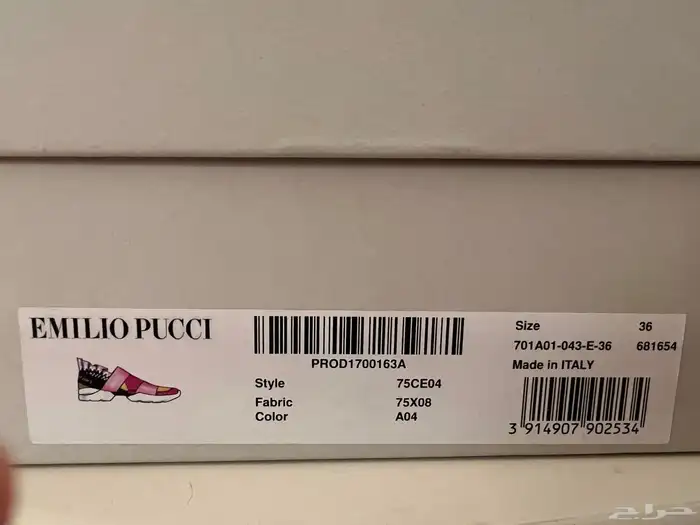 EMILIO PUCCI
PROD1700163A
Style 75CE04
Fabric 75X08
Color A04
Size 36
701A01-043-E-36 681654
Made in ITALY
3 914907 902534
حراج